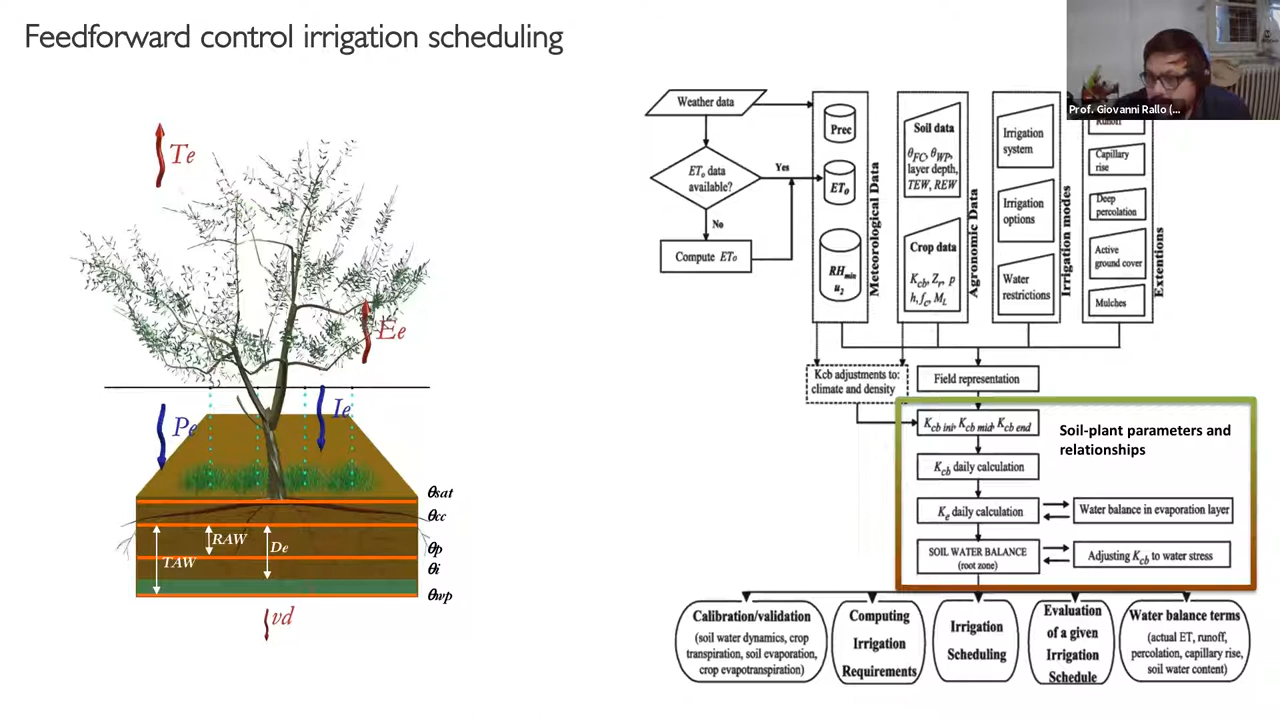 Feedforward control irrigation scheduling
Prof. Giovanni Rallo (...
Te
Ee
Pe
Ie
θsat
θcc
RAW
De
θp
TAW
θi
θwp
vd
Weather data
ET₀ data
available?
Yes
No
Compute ET₀
Prec
ET₀
RHmin
u₂
Meteorological Data
Soil data
θFC, θWP,
layer depth,
TEW, REW
Crop data
Kcb, Zr, p
h, fc, ML
Agronomic Data
Irrigation
system
Irrigation
options
Water
restrictions
Irrigation modes
Runoff
Capillary
rise
Deep
percolation
Active
ground cover
Mulches
Extentions
Kcb adjustments to:
climate and density
Field representation
Kcb ini, Kcb mid, Kcb end
Kcb daily calculation
Ke daily calculation
SOIL WATER BALANCE
(root zone)
Soil-plant parameters and
relationships
Water balance in evaporation layer
Adjusting Kcb to water stress
Calibration/validation
(soil water dynamics, crop
transpiration, soil evaporation,
crop evapotranspiration)
Computing
Irrigation
Requirements
Irrigation
Scheduling
Evaluation
of a given
Irrigation
Schedule
Water balance terms
(actual ET, runoff,
percolation, capillary rise,
soil water content)